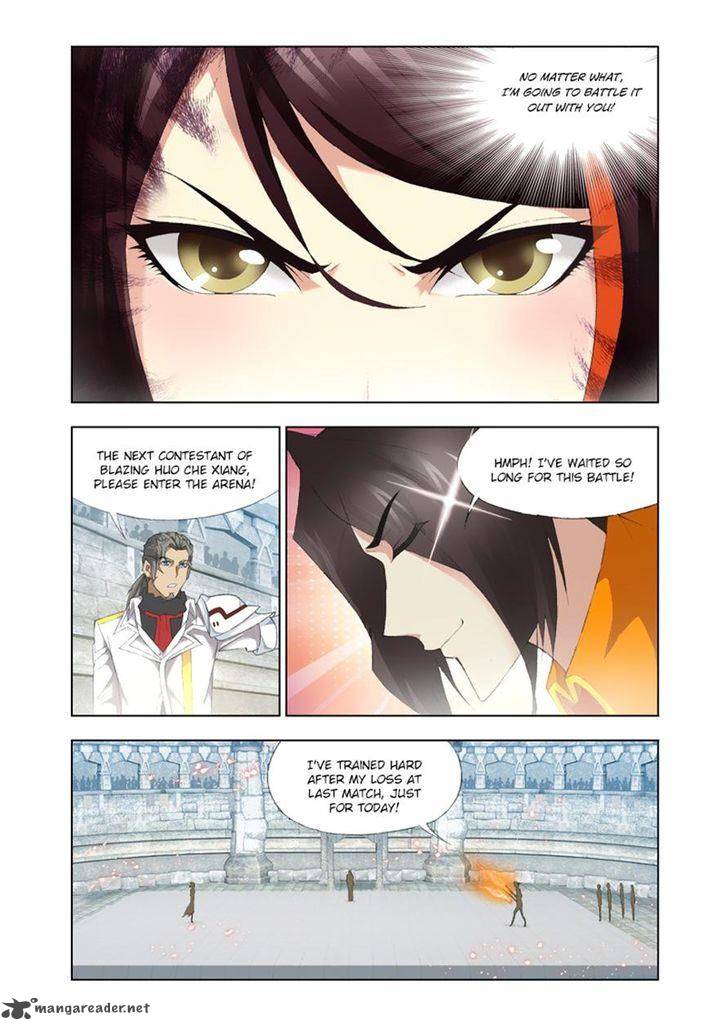 NO MATTER WHAT,
I'M GOING TO BATTLE IT
OUT WITH YOU!
THE NEXT CONTESTANT OF
BLAZING HUO CHE XIANG,
PLEASE ENTER THE ARENA!
HMPH! I'VE WAITED SO
LONG FOR THIS BATTLE!
I'VE TRAINED HARD
AFTER MY LOSS AT
LAST MATCH, JUST
FOR TODAY!
mangareader.net